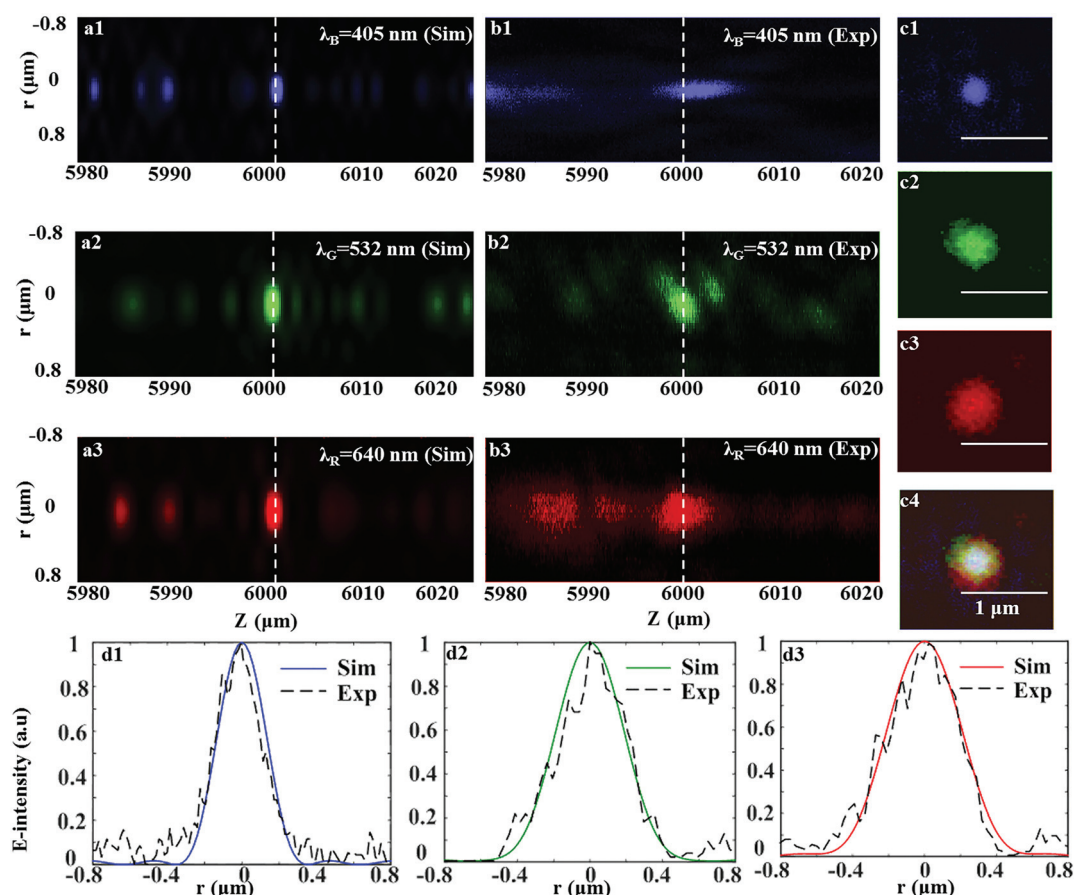 -0.8
0
0.8
r (µm)
a1
λB=405 nm (Sim)
5980 5990 6000 6010 6020
b1
λB=405 nm (Exp)
5980 5990 6000 6010 6020
c1
-0.8
0
0.8
r (µm)
a2
λG=532 nm (Sim)
5980 5990 6000 6010 6020
b2
λG=532 nm (Exp)
5980 5990 6000 6010 6020
c2
-0.8
0
0.8
r (µm)
a3
λR=640 nm (Sim)
5980 5990 6000 6010 6020
Z (µm)
b3
λR=640 nm (Exp)
5980 5990 6000 6010 6020
Z (µm)
c3
c4
1 µm
E-intensity (a.u)
d1
Sim
Exp
1
0.8
0.6
0.4
0.2
0
-0.8 -0.4 0 0.4 0.8
r (µm)
d2
Sim
Exp
1
0.8
0.6
0.4
0.2
0
-0.8 -0.4 0 0.4 0.8
r (µm)
d3
Sim
Exp
1
0.8
0.6
0.4
0.2
0
-0.8 -0.4 0 0.4 0.8
r (µm)